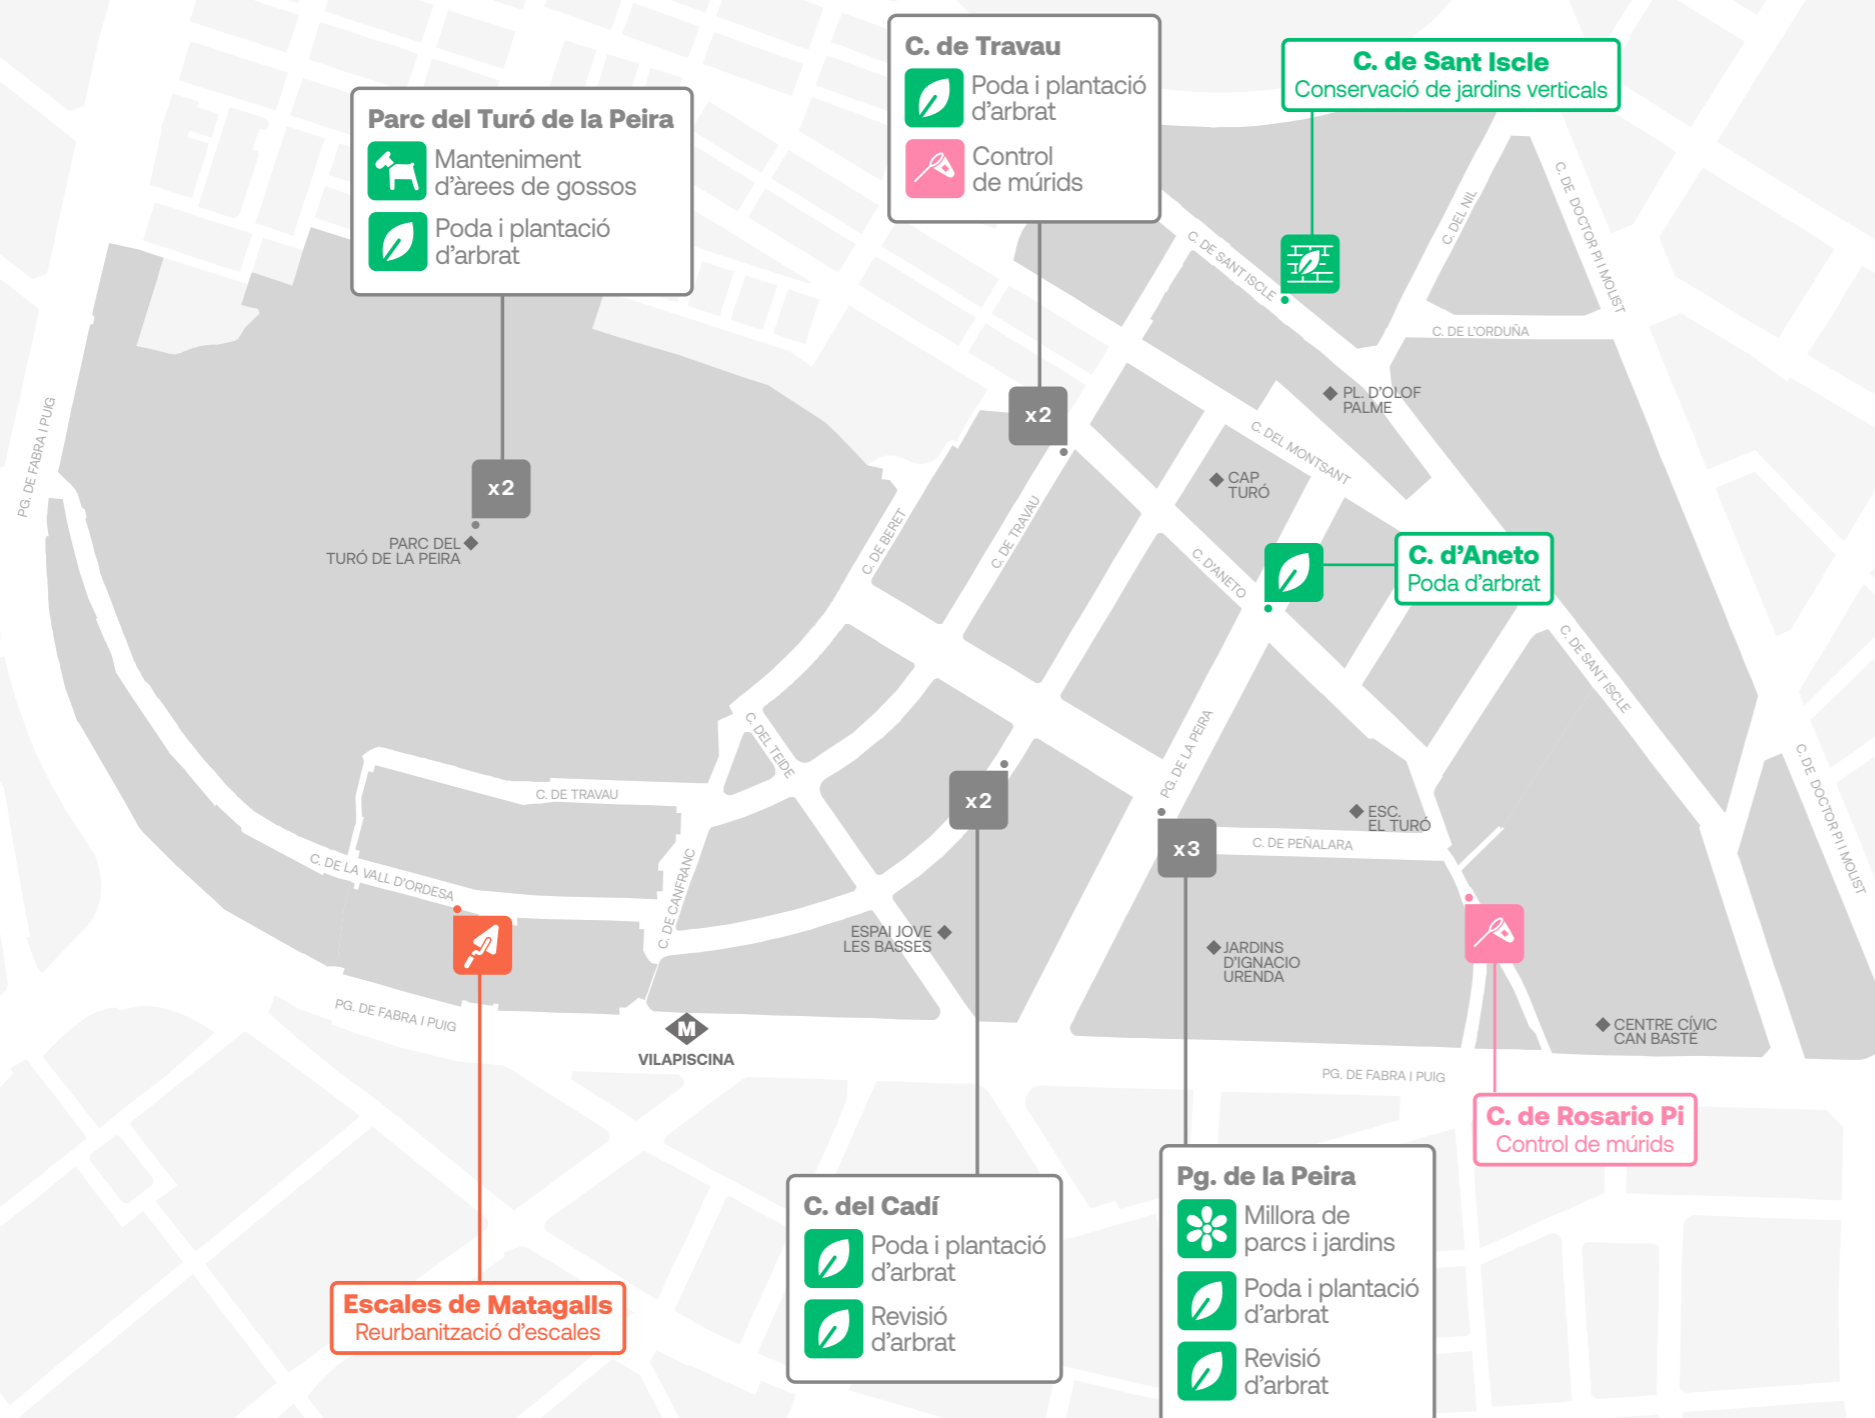 C. de Travau
Poda i plantació
d'arbrat
Control
de múrids
C. de Sant Iscle
Conservació de jardins verticals
Parc del Turó de la Peira
Manteniment
d'àrees de gossos
Poda i plantació
d'arbrat
C. DE SANT ISCLE
C. DEL NIL
C. DE DOCTOR PI I MOLIST
C. DE L'ORDUÑA
PL. D'OLOF
PALME
x2
PG. DE FABRA I PUIG
C. DEL MONTSANT
CAP
TURÓ
x2
PARC DEL
TURÓ DE LA PEIRA
C. DE BERET
C. DE TRAVAU
C. D'ANETO
C. d'Aneto
Poda d'arbrat
C. DE SANT ISCLE
C. DEL TEIDE
PG. DE LA PEIRA
C. DE TRAVAU
x2
C. DE DOCTOR PI I MOLIST
ESC.
EL TURÓ
x3
C. DE PEÑALARA
C. DE LA VALL D'ORDESA
C. DE CANFRANC
ESPAI JOVE
LES BASSES
JARDINS
D'IGNACIO
URENDA
PG. DE FABRA I PUIG
M
VILAPISCINA
CENTRE CÍVIC
CAN BASTÉ
PG. DE FABRA I PUIG
C. de Rosario Pi
Control de múrids
Pg. de la Peira
Millora de
parcs i jardins
Poda i plantació
d'arbrat
Revisió
d'arbrat
C. del Cadí
Poda i plantació
d'arbrat
Revisió
d'arbrat
Escales de Matagalls
Reurbanització d'escales